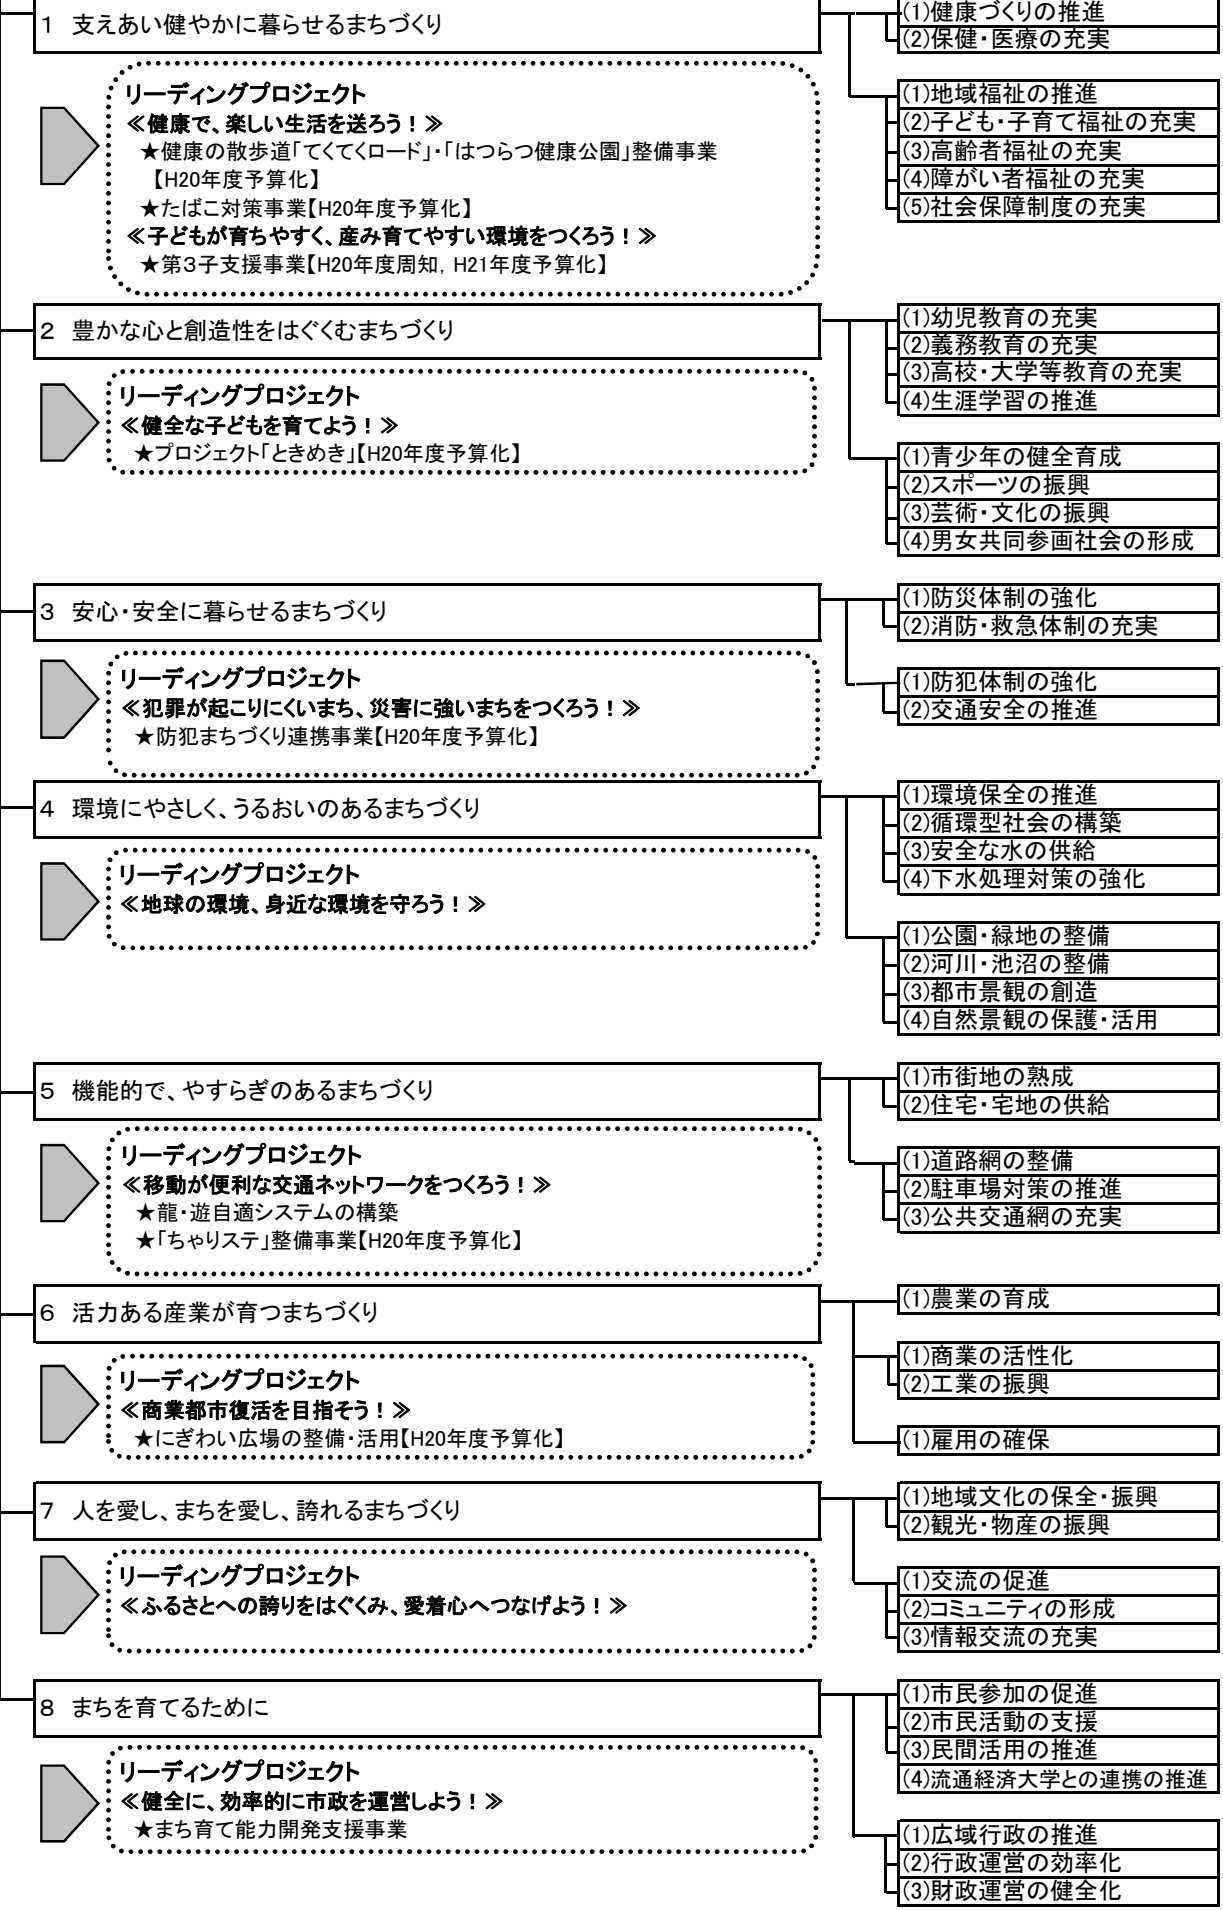 1 支えあい健やかに暮らせるまちづくり
(1)健康づくりの推進
(2)保健・医療の充実
(1)地域福祉の推進
(2)子ども・子育て福祉の充実
(3)高齢者福祉の充実
(4)障がい者福祉の充実
(5)社会保障制度の充実
リーディングプロジェクト
≪健康で、楽しい生活を送ろう！≫
★健康の散歩道「てくてくロード」・「はつらつ健康公園」整備事業
【H20年度予算化】
★たばこ対策事業【H20年度予算化】
≪子どもが育ちやすく、産み育てやすい環境をつくろう！≫
★第３子支援事業【H20年度周知，H21年度予算化】
2 豊かな心と創造性をはぐくむまちづくり
(1)幼児教育の充実
(2)義務教育の充実
(3)高校・大学等教育の充実
(4)生涯学習の推進
(1)青少年の健全育成
(2)スポーツの振興
(3)芸術・文化の振興
(4)男女共同参画社会の形成
リーディングプロジェクト
≪健全な子どもを育てよう！≫
★プロジェクト「ときめき」【H20年度予算化】
3 安心・安全に暮らせるまちづくり
(1)防災体制の強化
(2)消防・救急体制の充実
(1)防犯体制の強化
(2)交通安全の推進
リーディングプロジェクト
≪犯罪が起こりにくいまち、災害に強いまちをつくろう！≫
★防犯まちづくり連携事業【H20年度予算化】
4 環境にやさしく、うるおいのあるまちづくり
(1)環境保全の推進
(2)循環型社会の構築
(3)安全な水の供給
(4)下水処理対策の強化
(1)公園・緑地の整備
(2)河川・池沼の整備
(3)都市景観の創造
(4)自然景観の保護・活用
リーディングプロジェクト
≪地球の環境、身近な環境を守ろう！≫
5 機能的で、やすらぎのあるまちづくり
(1)市街地の熟成
(2)住宅・宅地の供給
(1)道路網の整備
(2)駐車場対策の推進
(3)公共交通網の充実
リーディングプロジェクト
≪移動が便利な交通ネットワークをつくろう！≫
★龍・遊自適システムの構築
★「ちゃりステ」整備事業【H20年度予算化】
6 活力ある産業が育つまちづくり
(1)農業の育成
(1)商業の活性化
(2)工業の振興
(1)雇用の確保
リーディングプロジェクト
≪商業都市復活を目指そう！≫
★にぎわい広場の整備・活用【H20年度予算化】
7 人を愛し、まちを愛し、誇れるまちづくり
(1)地域文化の保全・振興
(2)観光・物産の振興
(1)交流の促進
(2)コミュニティの形成
(3)情報交流の充実
リーディングプロジェクト
≪ふるさとへの誇りをはぐくみ、愛着心へつなげよう！≫
8 まちを育てるために
(1)市民参加の促進
(2)市民活動の支援
(3)民間活用の推進
(4)流通経済大学との連携の推進
(1)広域行政の推進
(2)行政運営の効率化
(3)財政運営の健全化
リーディングプロジェクト
≪健全に、効率的に市政を運営しよう！≫
★まち育て能力開発支援事業